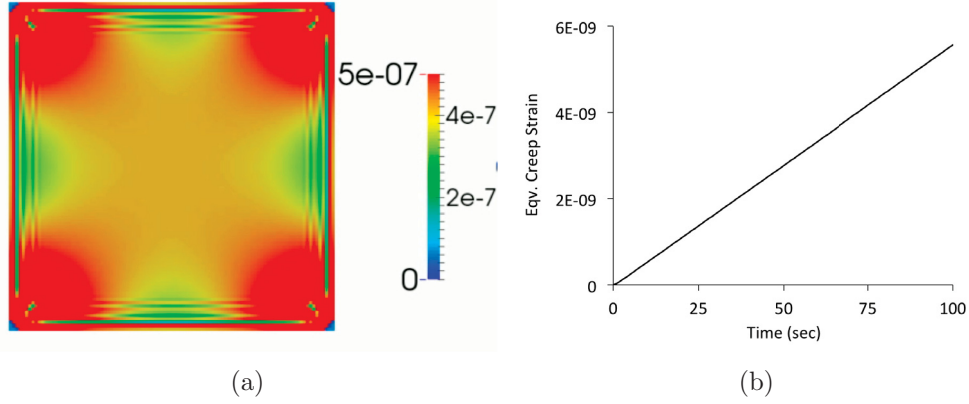 5e-07
4e-7
2e-7
0
(a)
6E-09
4E-09
2E-09
0
Eqv. Creep Strain
0 25 50 75 100
Time (sec)
(b)